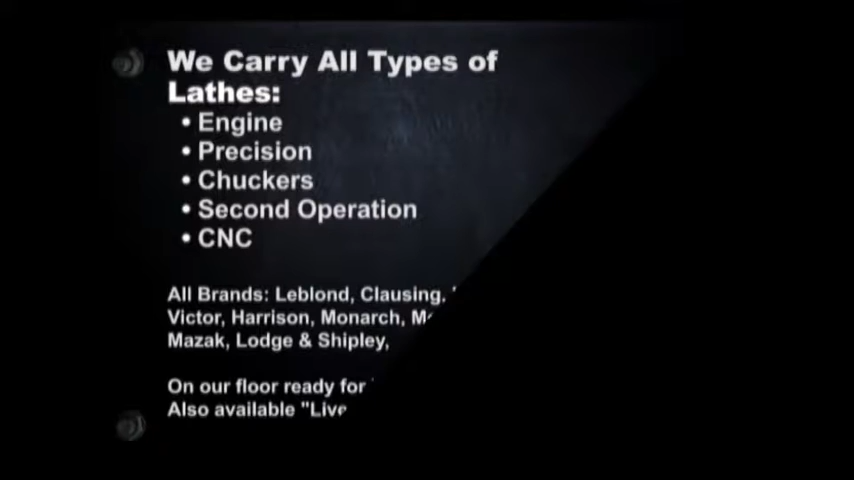 We Carry All Types of
Lathes:
• Engine
• Precision
• Chuckers
• Second Operation
• CNC
All Brands: Leblond, Clausing,
Victor, Harrison, Monarch,
Mazak, Lodge & Shipley,
On our floor ready for
Also available "Live